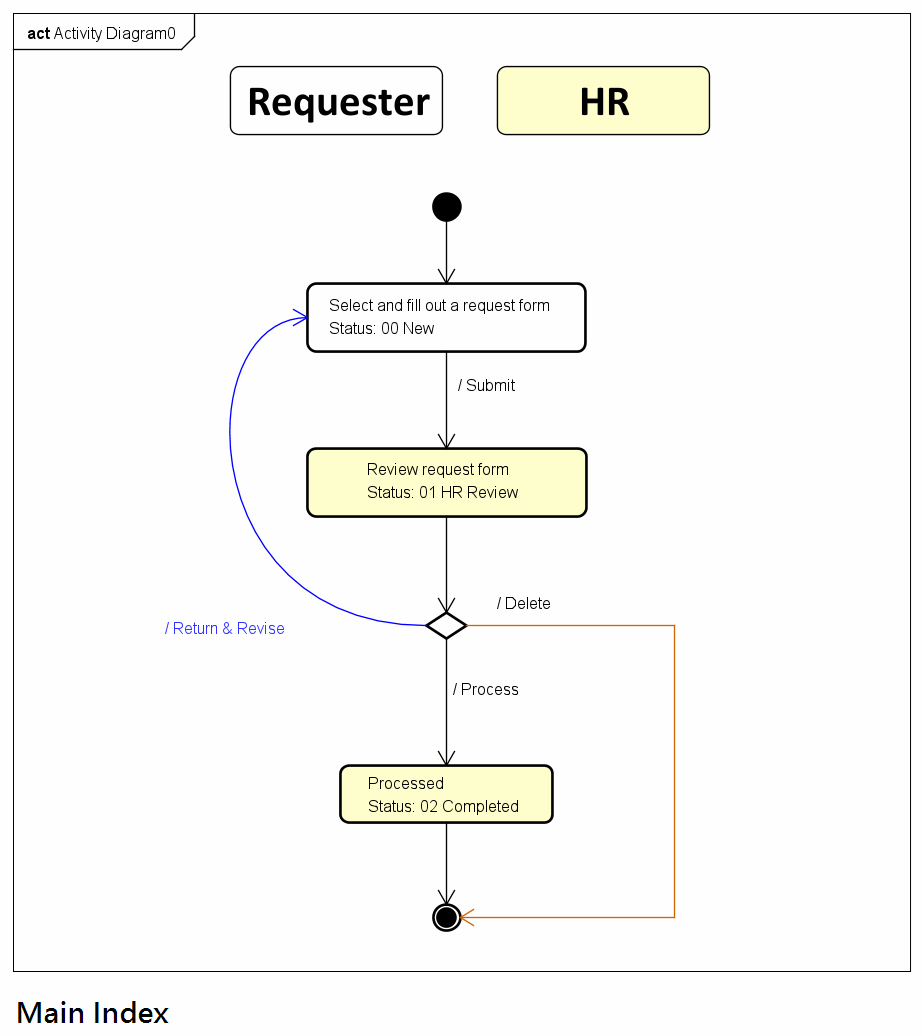 act Activity Diagram0
Requester
HR
Select and fill out a request form
Status: 00 New
/ Submit
Review request form
Status: 01 HR Review
/ Delete
/ Return & Revise
/ Process
Processed
Status: 02 Completed
Main Index